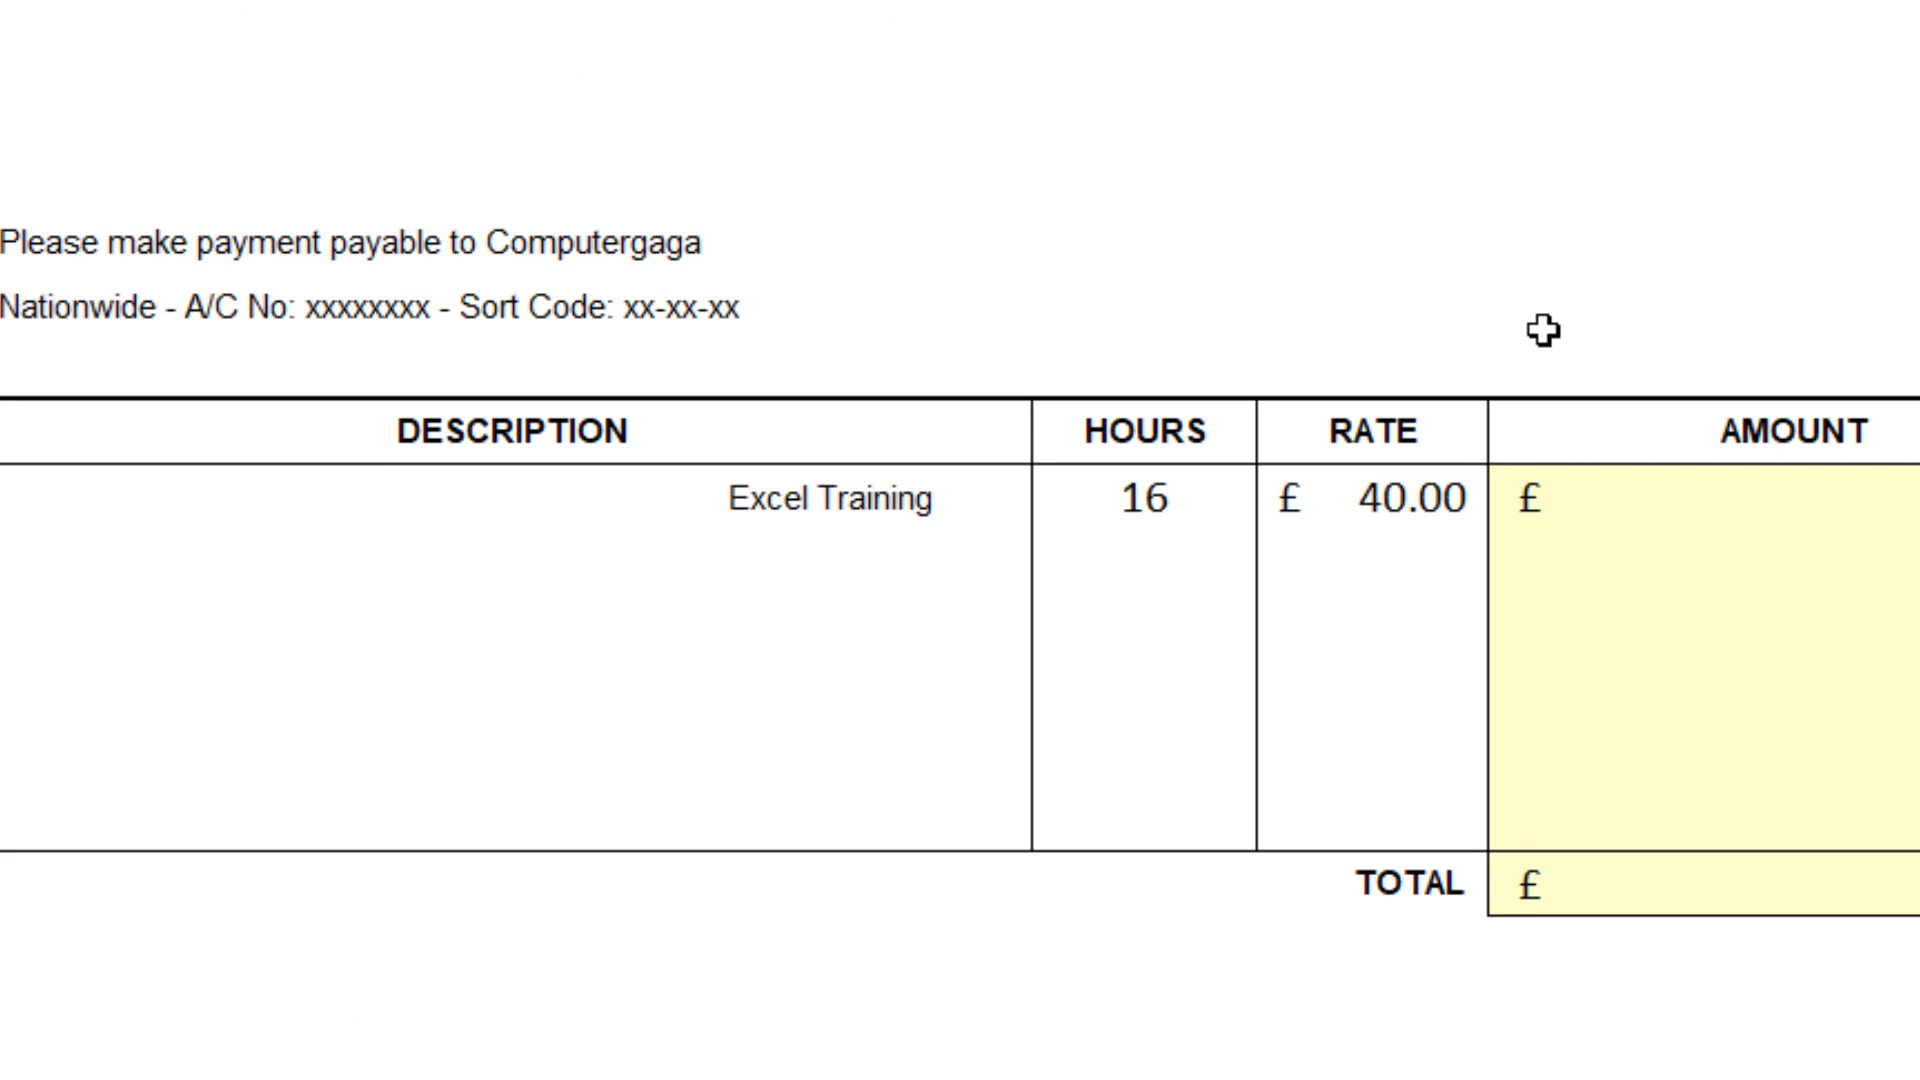 Please make payment payable to Computergaga
Nationwide - A/C No: xxxxxxxx - Sort Code: xx-xx-xx
DESCRIPTION HOURS RATE AMOUNT
Excel Training 16 £ 40.00 £
TOTAL £